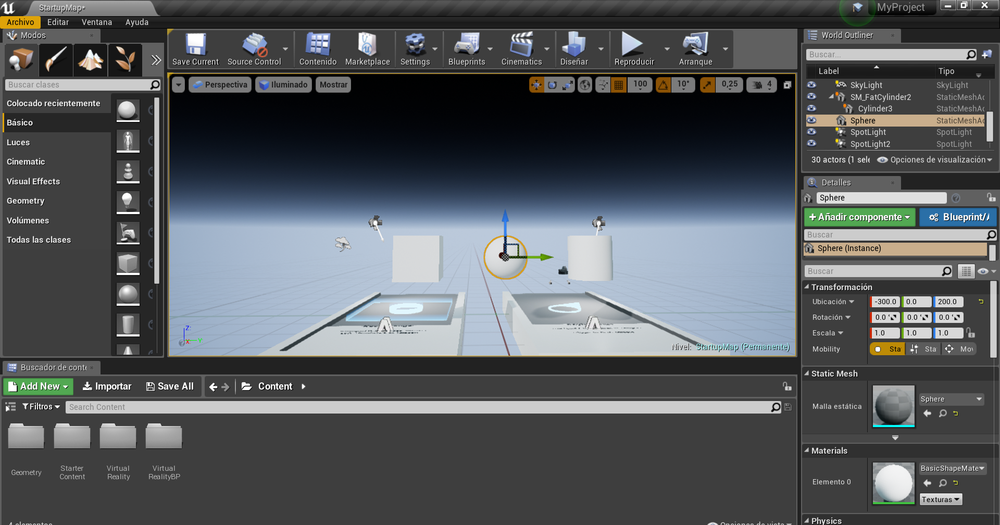 StartupMap*
MyProject
Archivo Editar Ventana Ayuda
Modos
Buscar clases
Colocado recientemente
Básico
Luces
Cinematic
Visual Effects
Geometry
Volúmenes
Todas las clases
Save Current Source Control Contenido Marketplace Settings Blueprints Cinematics Diseñar Reproducir Arranque
Perspectiva Iluminado Mostrar
100 10° 0,25 4
Z:
X: Y:
Nivel: StartupMap (Permanente)
World Outliner
Buscar...
Label Tipo
SkyLight SkyLight
SM_FatCylinder2 StaticMeshAc
Cylinder3 StaticMeshAc
Sphere StaticMeshAc
SpotLight SpotLight
SpotLight2 SpotLight
30 actors (1 sele Opciones de visualización
Detalles
Sphere
+ Añadir componente Blueprint/A
Buscar
Sphere (Instance)
Buscar
Transformación
Ubicación -300.0 0.0 200.0
Rotación 0.0 ° 0.0 ° 0.0 °
Escala 1.0 1.0 1.0
Mobility Sta Sta Mov
Static Mesh
Malla estática Sphere
Materials
Elemento 0 BasicShapeMate
Texturas
Physics
Buscador de conte
Add New Importar Save All Content
Filtros Search Content
Geometry
Starter
Content
Virtual
Reality
Virtual
RealityBP
4 elementos
Opciones de vista